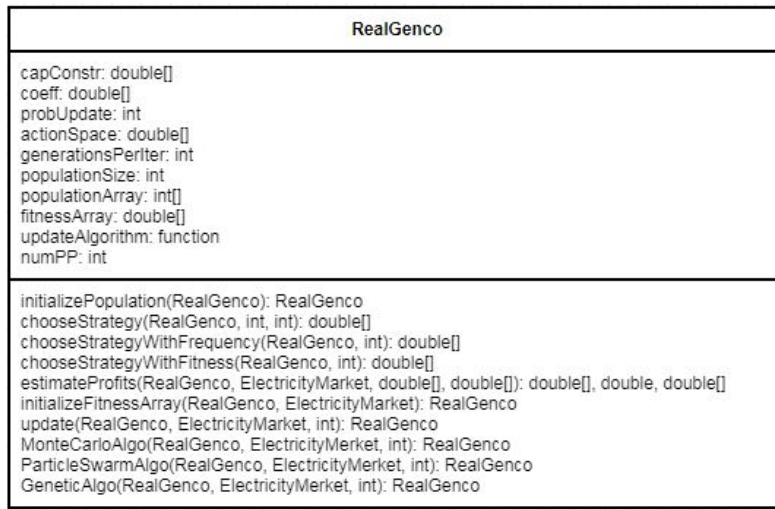 RealGenco
capConstr: double[]
coeff: double[]
probUpdate: int
actionSpace: double[]
generationsPerIter: int
populationSize: int
populationArray: int[]
fitnessArray: double[]
updateAlgorithm: function
numPP: int
initializePopulation(RealGenco): RealGenco
chooseStrategy(RealGenco, int, int): double[]
chooseStrategyWithFrequency(RealGenco, int): double[]
chooseStrategyWithFitness(RealGenco, int): double[]
estimateProfits(RealGenco, ElectricityMarket, double[], double[]): double[], double, double[]
initializeFitnessArray(RealGenco, ElectricityMarket): RealGenco
update(RealGenco, ElectricityMarket, int): RealGenco
MonteCarloAlgo(RealGenco, ElectricityMerket, int): RealGenco
ParticleSwarmAlgo(RealGenco, ElectricityMerket, int): RealGenco
GeneticAlgo(RealGenco, ElectricityMerket, int): RealGenco